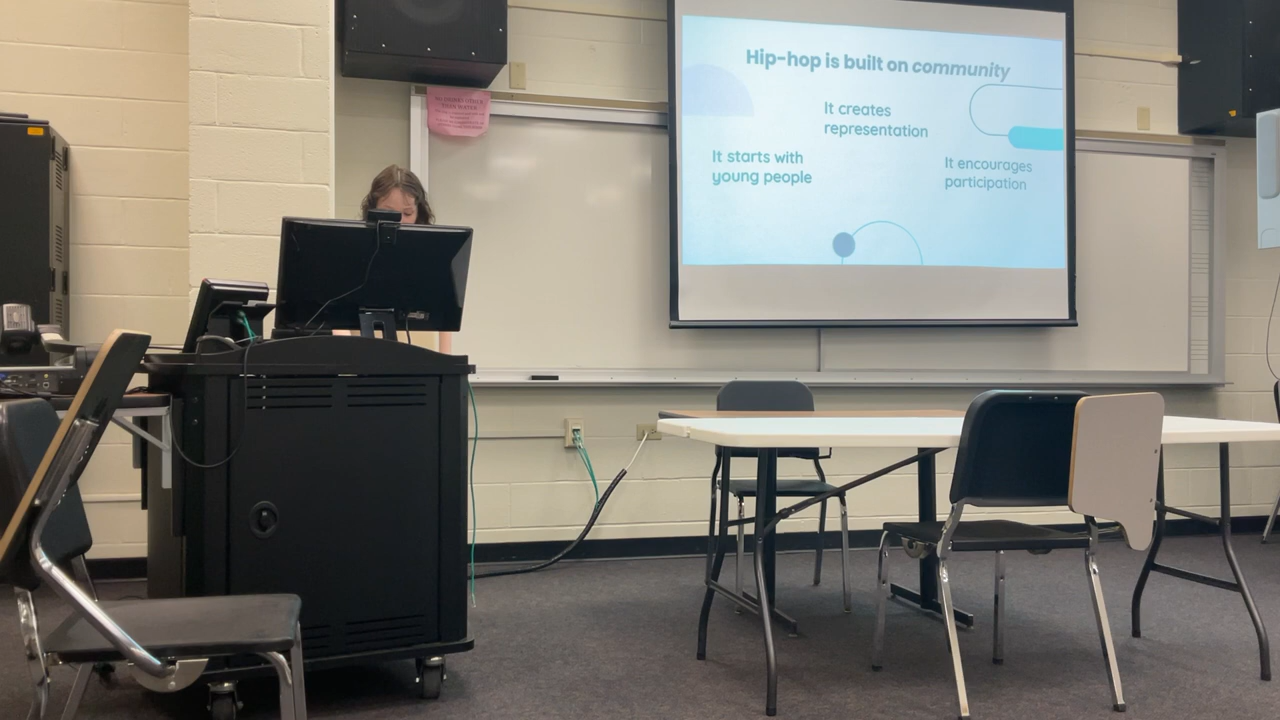 Hip-hop is built on community
It creates
representation
It starts with
young people
It encourages
participation